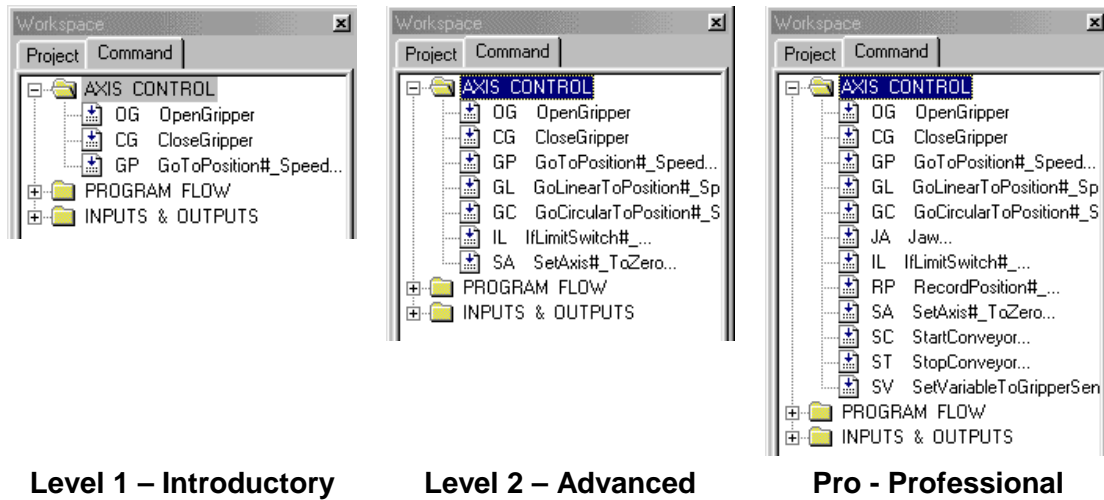 Workspace
Project Command
AXIS CONTROL
OG OpenGripper
CG CloseGripper
GP GoToPosition#_Speed...
PROGRAM FLOW
INPUTS & OUTPUTS
Level 1 – Introductory
Workspace
Project Command
AXIS CONTROL
OG OpenGripper
CG CloseGripper
GP GoToPosition#_Speed...
GL GoLinearToPosition#_Sp
GC GoCircularToPosition#_S
IL IfLimitSwitch#_...
SA SetAxis#_ToZero...
PROGRAM FLOW
INPUTS & OUTPUTS
Level 2 – Advanced
Workspace
Project Command
AXIS CONTROL
OG OpenGripper
CG CloseGripper
GP GoToPosition#_Speed...
GL GoLinearToPosition#_Sp
GC GoCircularToPosition#_S
JA Jaw...
IL IfLimitSwitch#_...
RP RecordPosition#_...
SA SetAxis#_ToZero...
SC StartConveyor...
ST StopConveyor...
SV SetVariableToGripperSen
PROGRAM FLOW
INPUTS & OUTPUTS
Pro - Professional